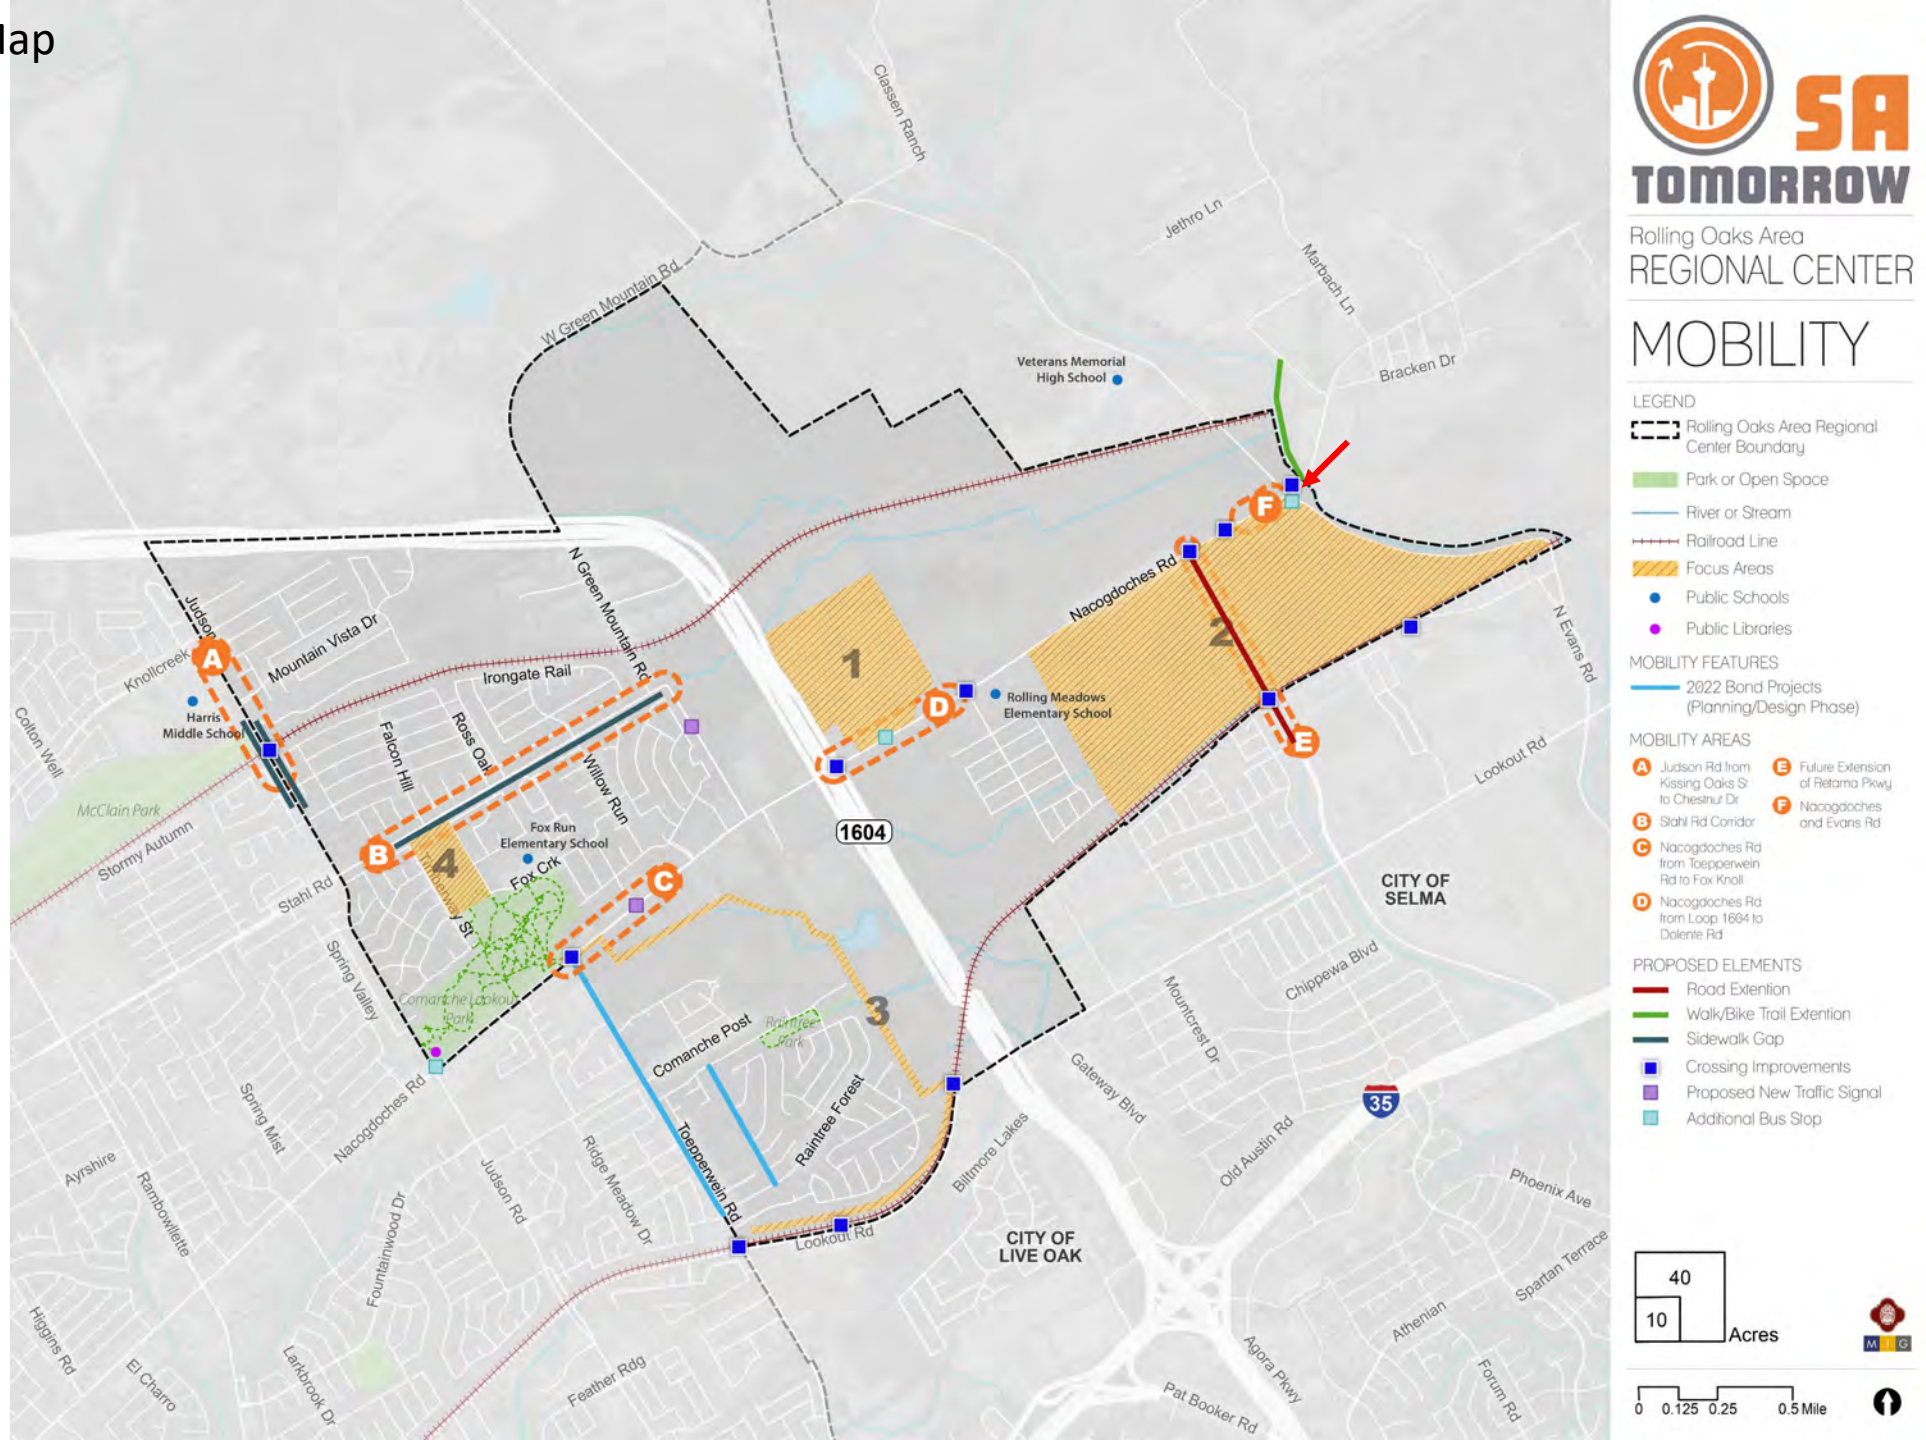 Map
Classen Ranch
Jethro Ln
Marbach Ln
W Green Mountain Rd
Bracken Dr
Veterans Memorial
High School
F
N Green Mountain Rd
Nacogdoches Rd
2
N Evans Rd
Judson
Mountain Vista Dr
A
Knollcreek
Irongate Rail
1
Harris
Middle School
D
Rolling Meadows
Elementary School
E
Colton Well
Falcon Hill
Ross Oak
Willow Run
Lookout Rd
McClain Park
1604
Stormy Autumn
B
4
Fox Run
Elementary School
Fox Crk
C
Stahl Rd
CITY OF
SELMA
Spring Valley
Comanche Lookout
Park
Comanche Post
Raintree
Park
3
Chippewa Blvd
Mountcrest Dr
Gateway Blvd
Nacogdoches Rd
Spring Mist
Raintree Forest
Toepperwein Rd
35
Ayrshire
Rambowlette
Judson Rd
Ridge Meadow Dr
Biltmore Lakes
Old Austin Rd
Phoenix Ave
Fountainwood Dr
Lookout Rd
CITY OF
LIVE OAK
Spartan Terrace
Higgins Rd
El Charro
Larkbrook Dr
Feather Rdg
Agora Pkwy
Athenian
Forum Rd
Pat Booker Rd
SA
TOMORROW
Rolling Oaks Area
REGIONAL CENTER
MOBILITY
LEGEND
Rolling Oaks Area Regional
Center Boundary
Park or Open Space
River or Stream
Railroad Line
Focus Areas
Public Schools
Public Libraries
MOBILITY FEATURES
2022 Bond Projects
(Planning/Design Phase)
MOBILITY AREAS
A Judson Rd from
Kissing Oaks St
to Chestnut Dr
B Stahl Rd Corridor
C Nacogdoches Rd
from Toepperwein
Rd to Fox Knoll
D Nacogdoches Rd
from Loop 1604 to
Dolente Rd
E Future Extension
of Retama Pkwy
F Nacogdoches
and Evans Rd
PROPOSED ELEMENTS
Road Extention
Walk/Bike Trail Extention
Sidewalk Gap
Crossing Improvements
Proposed New Traffic Signal
Additional Bus Stop
40
10
Acres
M I G
0 0.125 0.25 0.5 Mile